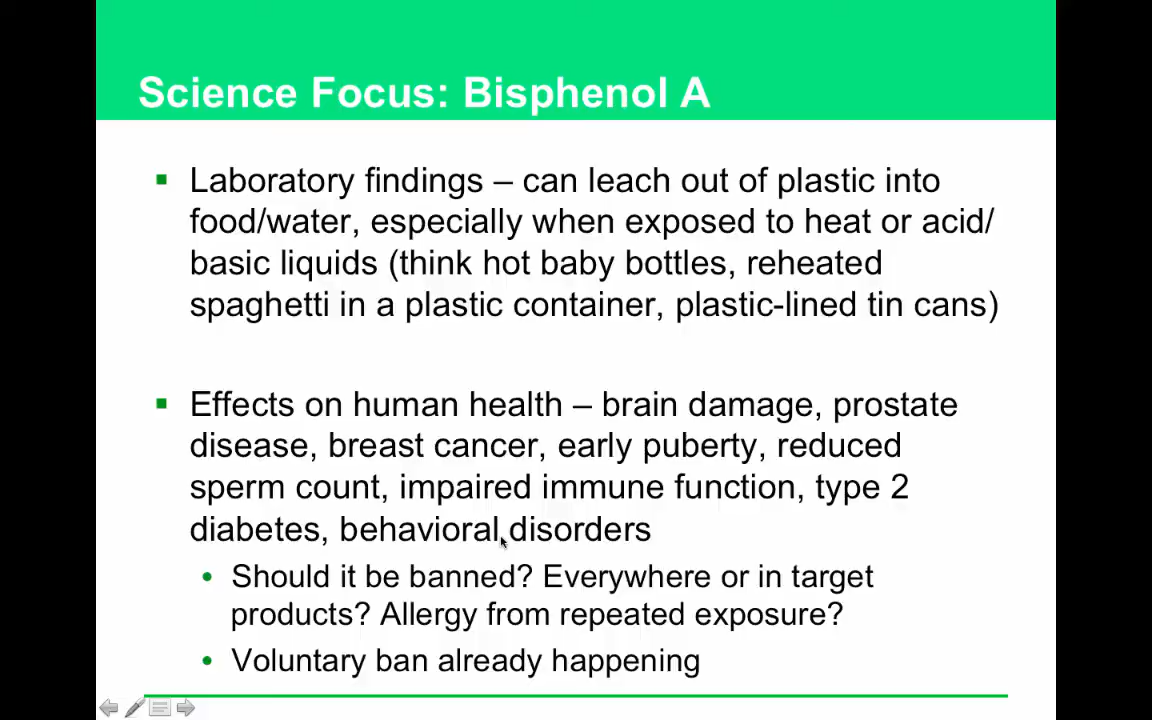 Science Focus: Bisphenol A
▪ Laboratory findings – can leach out of plastic into
food/water, especially when exposed to heat or acid/
basic liquids (think hot baby bottles, reheated
spaghetti in a plastic container, plastic-lined tin cans)
▪ Effects on human health – brain damage, prostate
disease, breast cancer, early puberty, reduced
sperm count, impaired immune function, type 2
diabetes, behavioral disorders
• Should it be banned? Everywhere or in target
products? Allergy from repeated exposure?
• Voluntary ban already happening